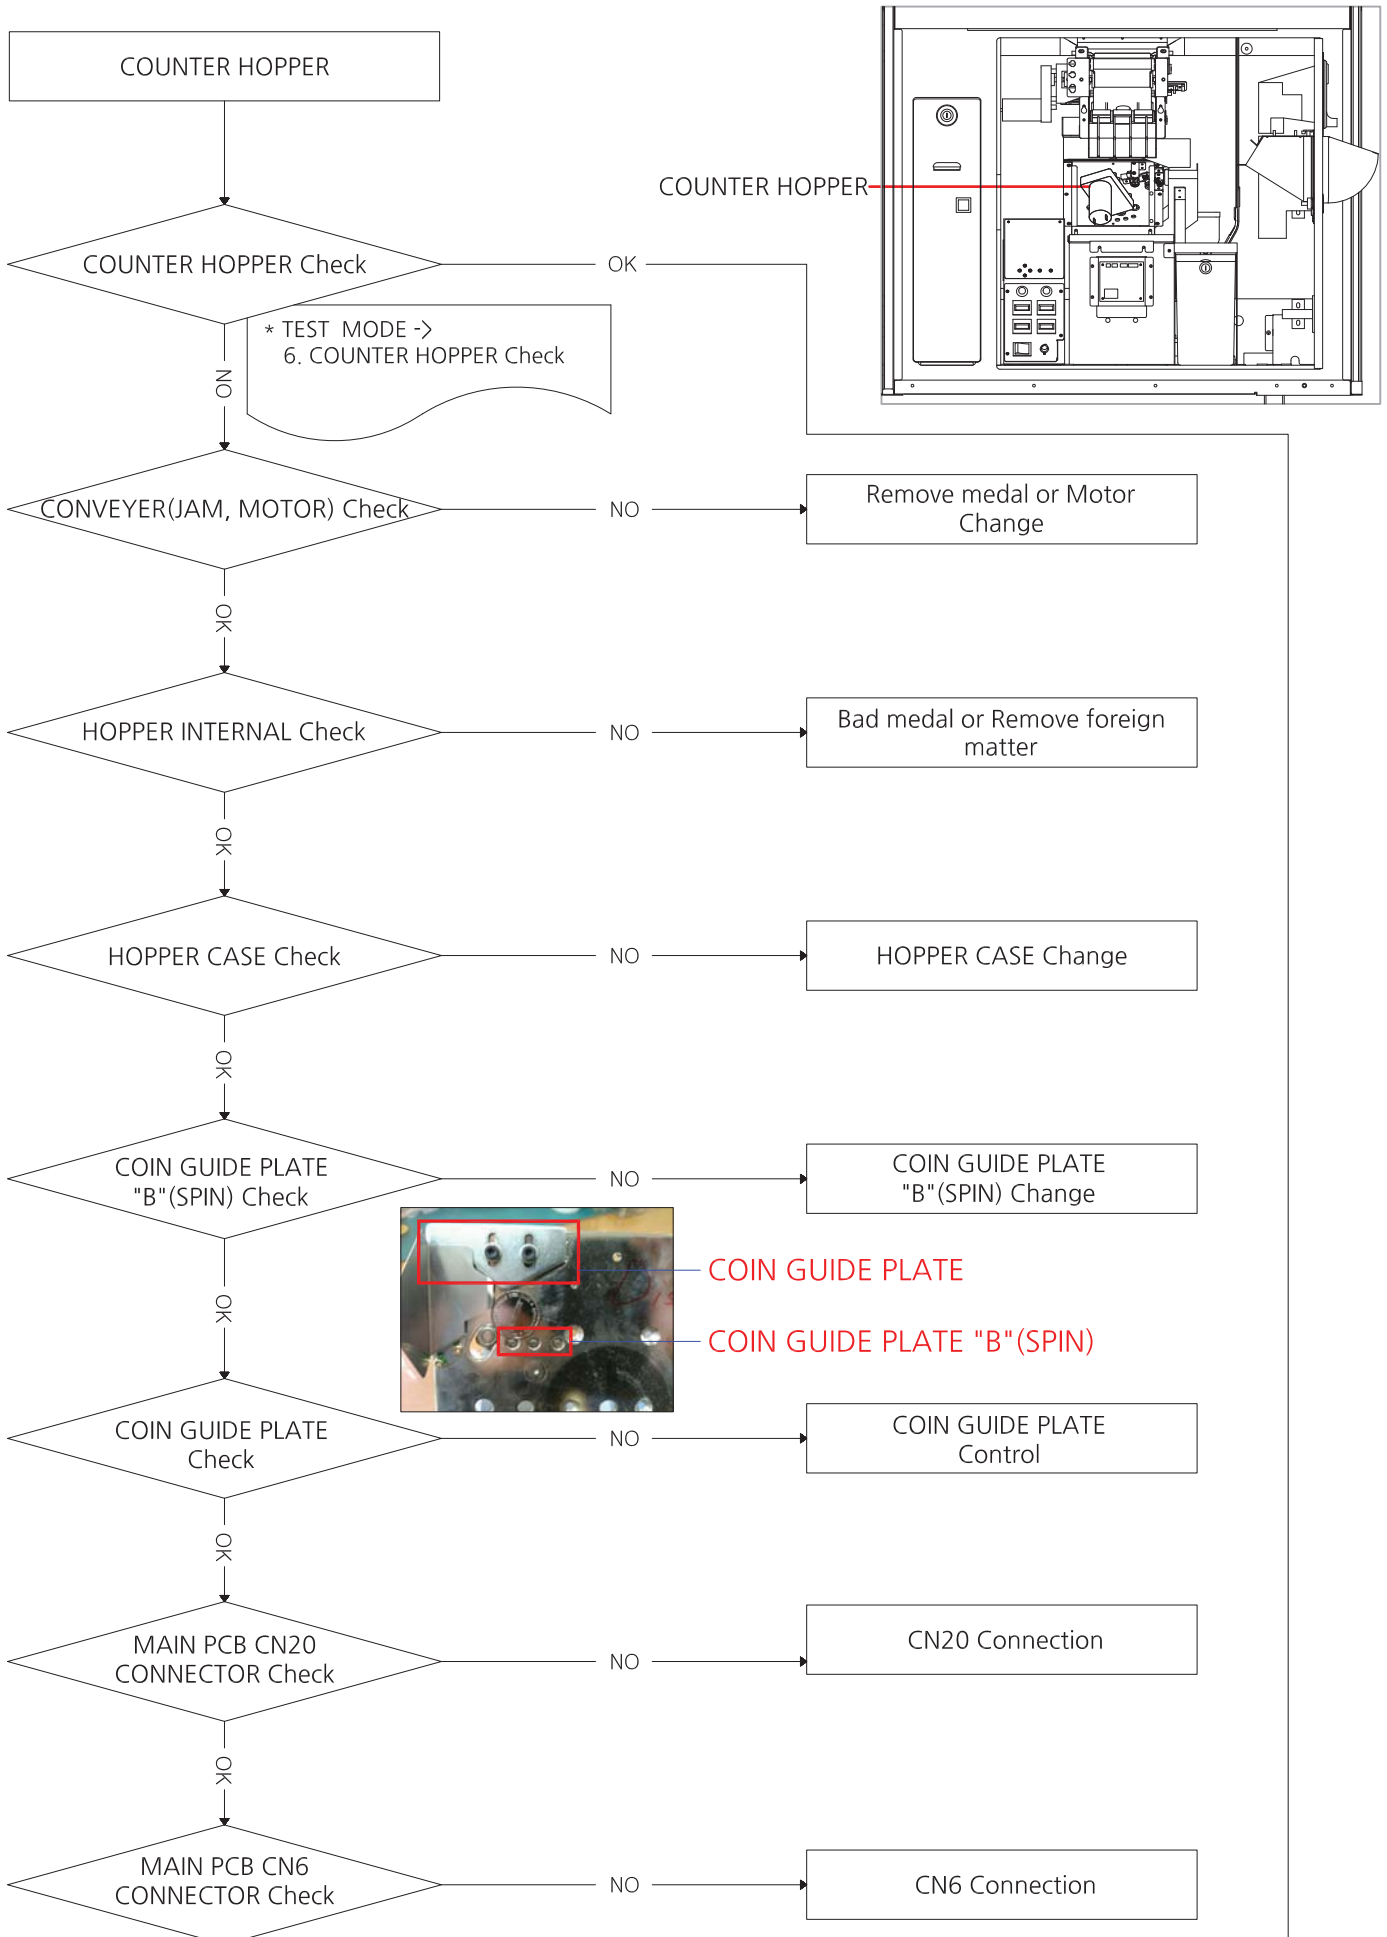 COUNTER HOPPER
COUNTER HOPPER
COUNTER HOPPER Check
OK
* TEST MODE ->
6. COUNTER HOPPER Check
NO
CONVEYER(JAM, MOTOR) Check
NO
Remove medal or Motor
Change
OK
HOPPER INTERNAL Check
NO
Bad medal or Remove foreign
matter
OK
HOPPER CASE Check
NO
HOPPER CASE Change
OK
COIN GUIDE PLATE
"B"(SPIN) Check
NO
COIN GUIDE PLATE
"B"(SPIN) Change
COIN GUIDE PLATE
COIN GUIDE PLATE "B"(SPIN)
OK
COIN GUIDE PLATE
Check
NO
COIN GUIDE PLATE
Control
OK
MAIN PCB CN20
CONNECTOR Check
NO
CN20 Connection
OK
MAIN PCB CN6
CONNECTOR Check
NO
CN6 Connection